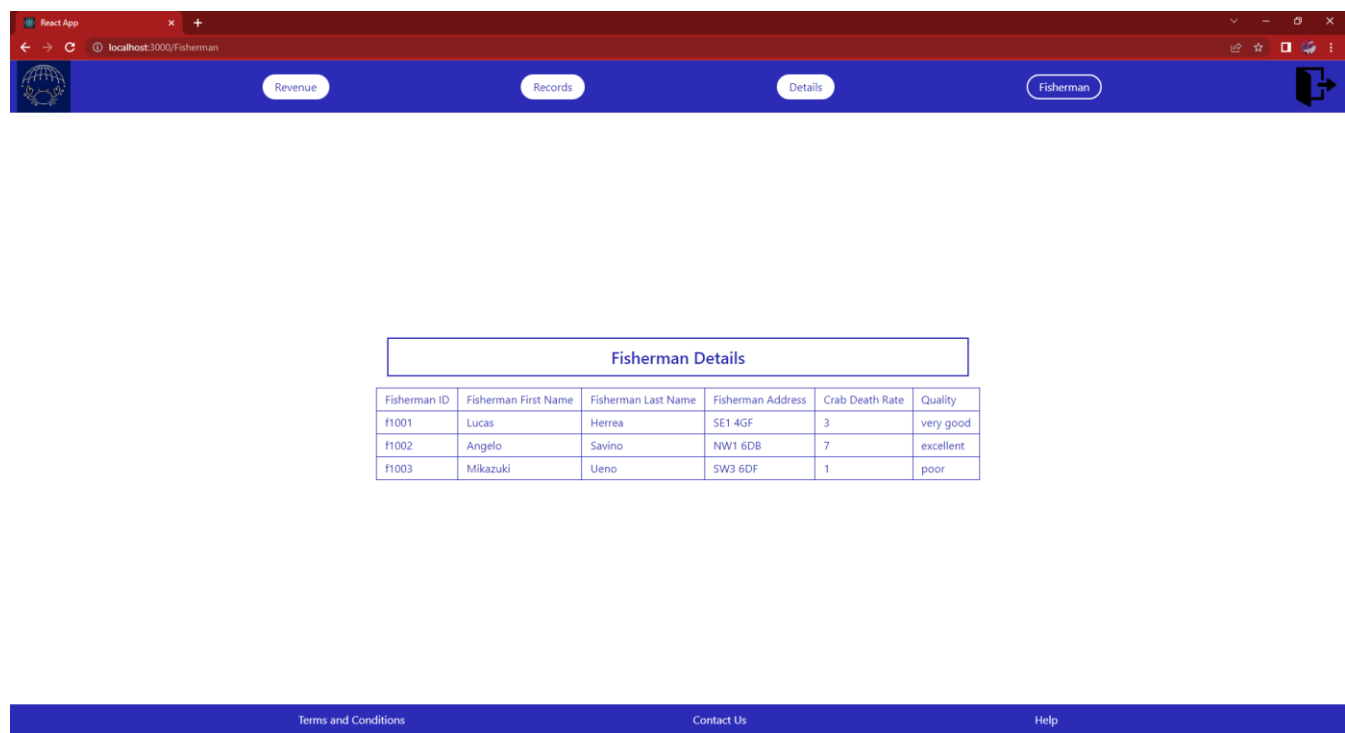 React App
localhost:3000/Fisherman
Revenue Records Details Fisherman
Fisherman Details
Fisherman ID Fisherman First Name Fisherman Last Name Fisherman Address Crab Death Rate Quality
f1001 Lucas Herrea SE1 4GF 3 very good
f1002 Angelo Savino NW1 6DB 7 excellent
f1003 Mikazuki Ueno SW3 6DF 1 poor
Terms and Conditions Contact Us Help